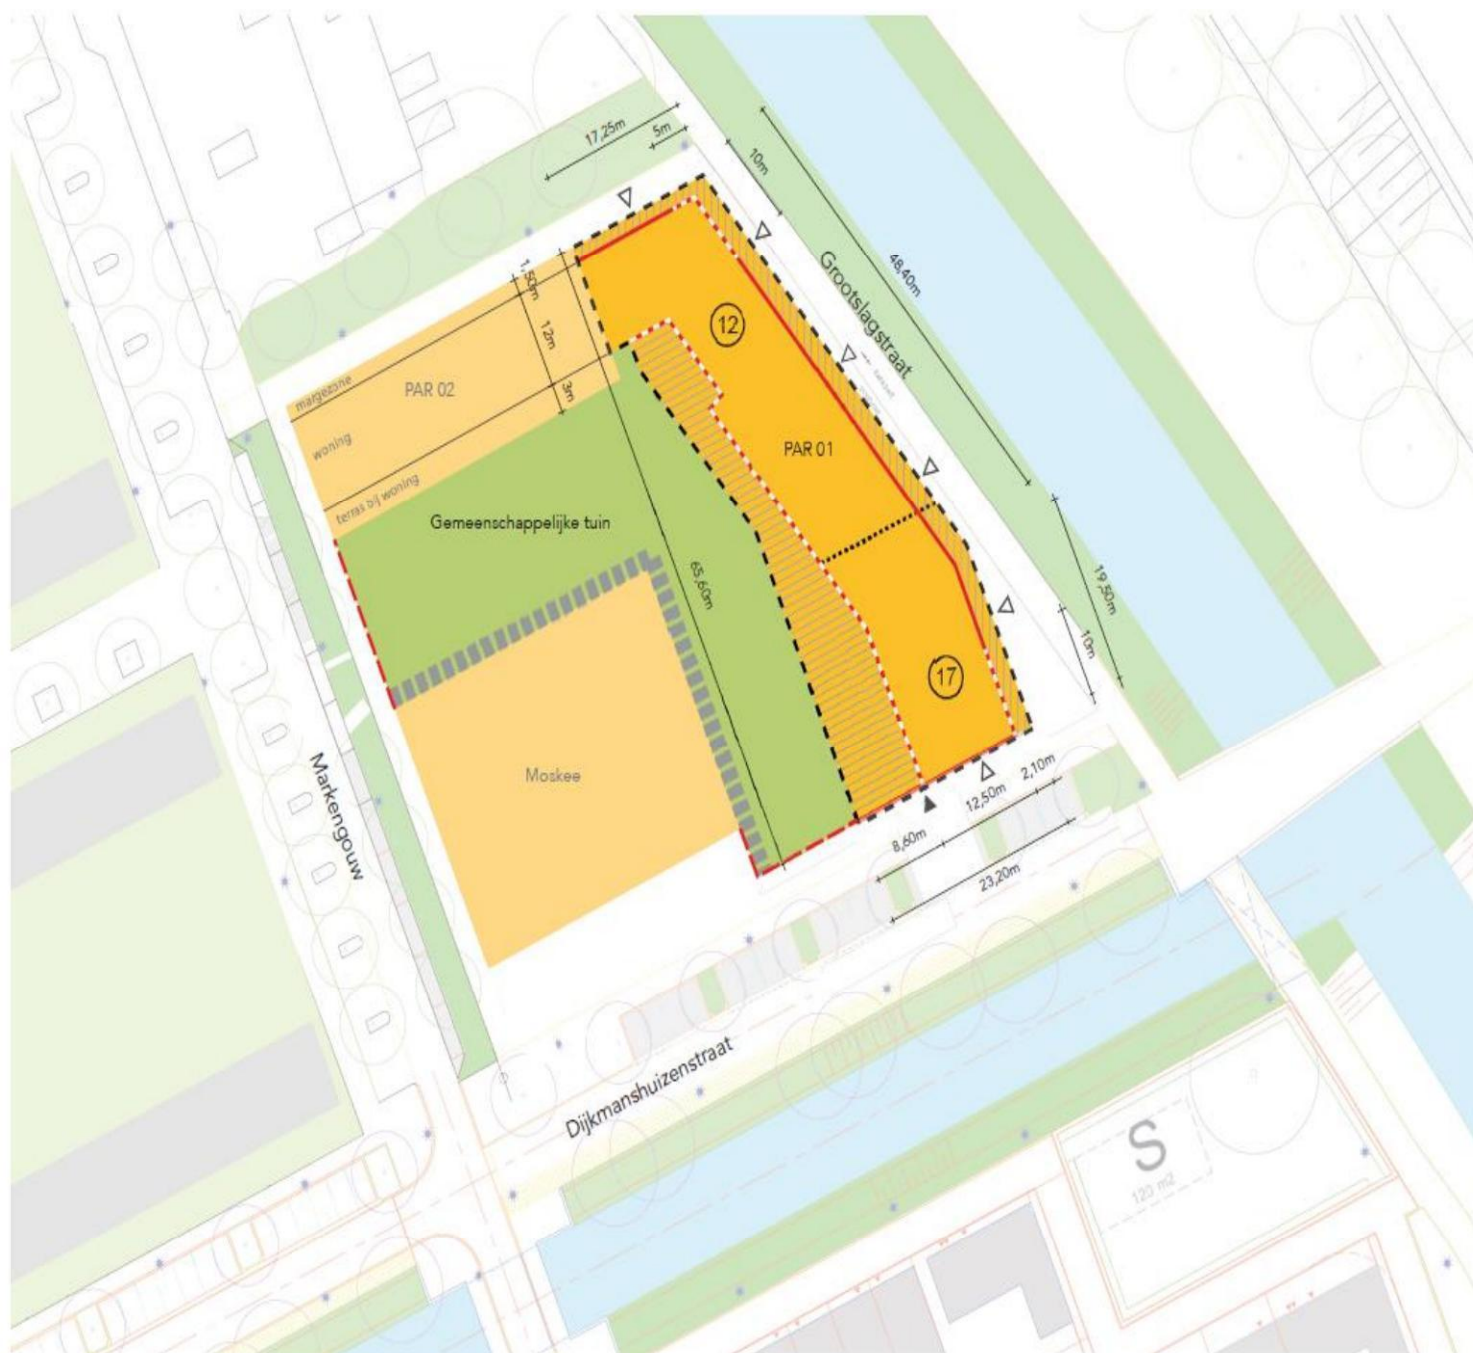 17,25m
5m
10m
48,40m
Grootslagstraat
1,50m
12m
3m
margezone
PAR 02
woning
terras bij woning
12
PAR 01
Gemeenschappelijke tuin
65,60m
19,50m
10m
17
Moskee
Markengouw
2,10m
12,50m
8,60m
23,20m
Dijkmanshuizenstraat
S
120 m2